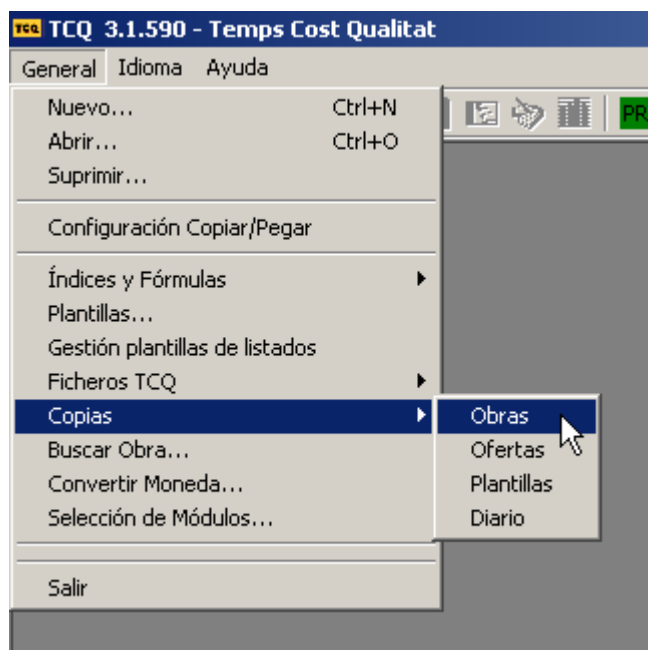 TCQ TCQ 3.1.590 - Temps Cost Qualitat
General Idioma Ayuda
Nuevo... Ctrl+N
Abrir... Ctrl+O
Suprimir...
PR
Configuración Copiar/Pegar
Índices y Fórmulas
Plantillas...
Gestión plantillas de listados
Ficheros TCQ
Copias
Buscar Obra...
Convertir Moneda...
Selección de Módulos...
Salir
Obras
Ofertas
Plantillas
Diario